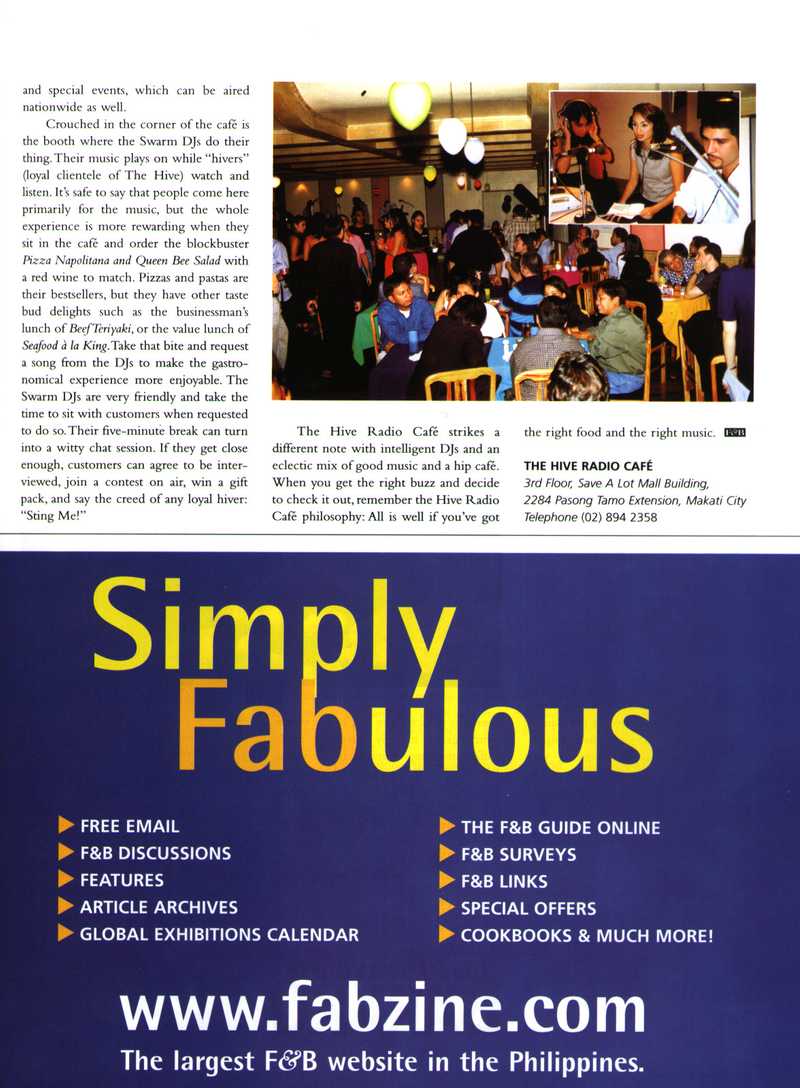 and special events, which can be aired
nationwide as well.
Crouched in the corner of the café is
the booth where the Swarm DJs do their
thing. Their music plays on while “hivers”
(loyal clientele of The Hive) watch and
listen. It’s safe to say that people come here
primarily for the music, but the whole
experience is more rewarding when they
sit in the café and order the blockbuster
Pizza Napolitana and Queen Bee Salad with
a red wine to match. Pizzas and pastas are
their bestsellers, but they have other taste
bud delights such as the businessman’s
lunch of Beef Teriyaki, or the value lunch of
Seafood à la King. Take that bite and request
a song from the DJs to make the gastro-
nomical experience more enjoyable. The
Swarm DJs are very friendly and take the
time to sit with customers when requested
to do so. Their five-minute break can turn
into a witty chat session. If they get close
enough, customers can agree to be inter-
viewed, join a contest on air, win a gift
pack, and say the creed of any loyal hiver:
“Sting Me!”
The Hive Radio Café strikes a
different note with intelligent DJs and an
eclectic mix of good music and a hip café.
When you get the right buzz and decide
to check it out, remember the Hive Radio
Café philosophy: All is well if you’ve got
the right food and the right music. F&B
THE HIVE RADIO CAFÉ
3rd Floor, Save A Lot Mall Building,
2284 Pasong Tamo Extension, Makati City
Telephone (02) 894 2358
Simply
Fabulous
FREE EMAIL
F&B DISCUSSIONS
FEATURES
ARTICLE ARCHIVES
GLOBAL EXHIBITIONS CALENDAR
THE F&B GUIDE ONLINE
F&B SURVEYS
F&B LINKS
SPECIAL OFFERS
COOKBOOKS & MUCH MORE!
www.fabzine.com
The largest F&B website in the Philippines.